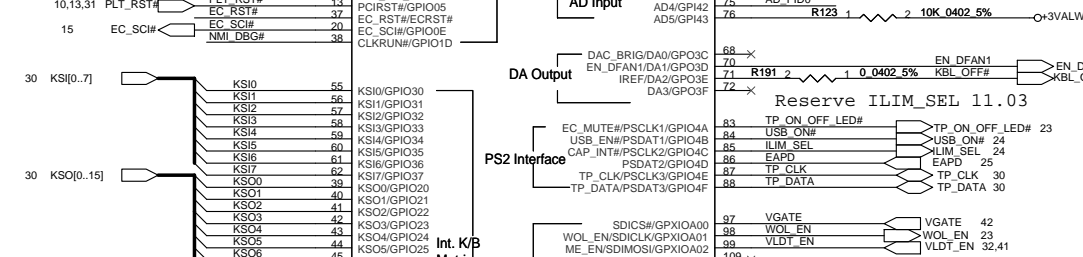 10,13,31 PLT_RST# 13 PCIRST#/GPIO05
EC_RST# 37 EC_RST#/ECRST#
15 EC_SCI# EC_SCI# 20 EC_SCI#/GPIO0E
NMI_DBG# 38 CLKRUN#/GPIO1D
30 KSI[0..7]
KSI0 55 KSI0/GPIO30
KSI1 56 KSI1/GPIO31
KSI2 57 KSI2/GPIO32
KSI3 58 KSI3/GPIO33
KSI4 59 KSI4/GPIO34
KSI5 60 KSI5/GPIO35
KSI6 61 KSI6/GPIO36
KSI7 62 KSI7/GPIO37
30 KSO[0..15]
KSO0 39 KSO0/GPIO20
KSO1 40 KSO1/GPIO21
KSO2 41 KSO2/GPIO22
KSO3 42 KSO3/GPIO23
KSO4 43 KSO4/GPIO24
KSO5 44 KSO5/GPIO25
KSO6 45
Int. K/B
AD Input
AD4/GPI42 75
AD5/GPI43 76 R123 1 2 10K_0402_5% +3VALW
DA Output
DAC_BRIG/DA0/GPO3C 68
EN_DFAN1/DA1/GPO3D 70 EN_DFAN1
IREF/DA2/GPO3E 71 R191 2 1 0_0402_5% KBL_OFF#
DA3/GPO3F 72
Reserve ILIM_SEL 11.03
PS2 Interface
EC_MUTE#/PSCLK1/GPIO4A 83 TP_ON_OFF_LED# TP_ON_OFF_LED# 23
USB_EN#/PSDAT1/GPIO4B 84 USB_ON# USB_ON# 24
CAP_INT#/PSCLK2/GPIO4C 85 ILIM_SEL ILIM_SEL 24
PSDAT2/GPIO4D 86 EAPD EAPD 25
TP_CLK/PSCLK3/GPIO4E 87 TP_CLK TP_CLK 30
TP_DATA/PSDAT3/GPIO4F 88 TP_DATA TP_DATA 30
SDICS#/GPXIOA00 97 VGATE VGATE 42
WOL_EN/SDICLK/GPXIOA01 98 WOL_EN WOL_EN 23
ME_EN/SDIMOSI/GPXIOA02 99 VLDT_EN VLDT_EN 32,41
109